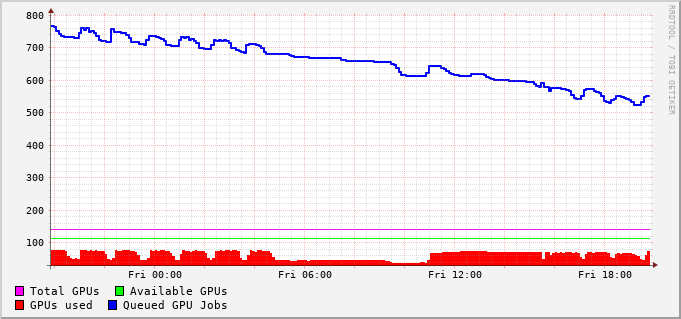 800
700
600
500
400
300
200
100
Fri 00:00 Fri 06:00 Fri 12:00 Fri 18:00
Total GPUs Available GPUs
GPUs used Queued GPU Jobs
RRDTOOL / TOBI OETIKER